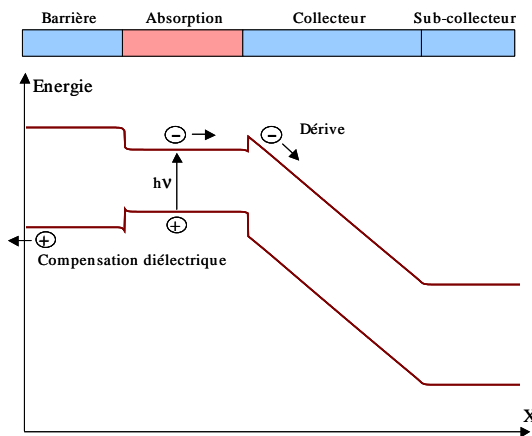 Barrière Absorption Collecteur Sub-collecteur
Energie
− − Dérive
hν
+
+
Compensation diélectrique
X